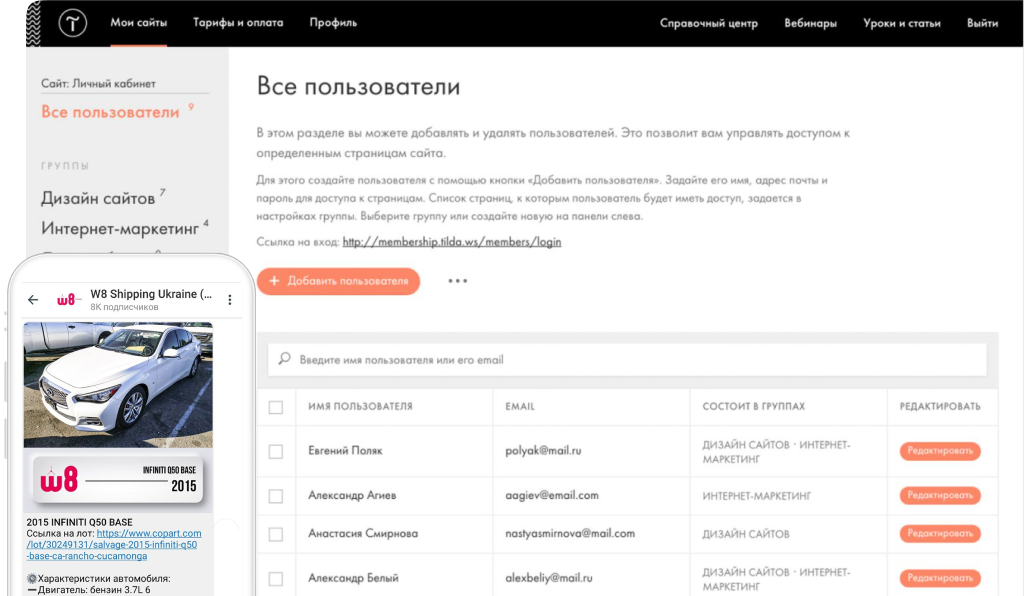 Мои сайты
Тарифы и оплата
Профиль
Справочный центр
Вебинары
Уроки и статьи
Выйти
Сайт: Личный кабинет
Все пользователи 9
ГРУППЫ
Дизайн сайтов 7
Интернет-маркетинг 4
Все пользователи
В этом разделе вы можете добавлять и удалять пользователей. Это позволит вам управлять доступом к
определенным страницам сайта.
Для этого создайте пользователя с помощью кнопки «Добавить пользователя». Задайте его имя, адрес почты и
пароль для доступа к страницам. Список страниц, к которым пользователь будет иметь доступ, задается в
настройках группы. Выберите группу или создайте новую на панели слева.
Ссылка на вход: http://membership.tilda.ws/members/login
+ Добавить пользователя
•••
Введите имя пользователя или его email
ИМЯ ПОЛЬЗОВАТЕЛЯ
EMAIL
СОСТОИТ В ГРУППАХ
РЕДАКТИРОВАТЬ
Евгений Поляк
polyak@mail.ru
ДИЗАЙН САЙТОВ · ИНТЕРНЕТ-
МАРКЕТИНГ
Редактировать
Александр Агиев
aagiev@email.com
ИНТЕРНЕТ-МАРКЕТИНГ
Редактировать
Анастасия Смирнова
nastyasmirnova@mail.com
ДИЗАЙН САЙТОВ
Редактировать
Александр Белый
alexbeliy@mail.ru
ДИЗАЙН САЙТОВ · ИНТЕРНЕТ-
МАРКЕТИНГ
Редактировать
w8
W8 Shipping Ukraine (...
8K подписчиков
w8
INFINITI Q50 BASE
2015
2015 INFINITI Q50 BASE
Ссылка на лот: https://www.copart.com
/lot/30249131/salvage-2015-infiniti-q50
-base-ca-rancho-cucamonga
Характеристики автомобиля:
—Двигатель: бензин 3.7L 6